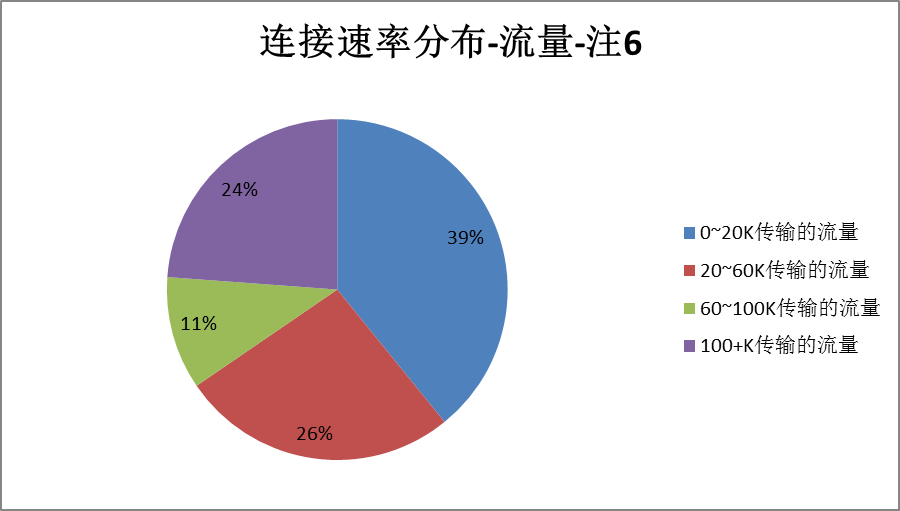 连接速率分布-流量-注6
24%
39%
11%
26%
0~20K传输的流量
20~60K传输的流量
60~100K传输的流量
100+K传输的流量